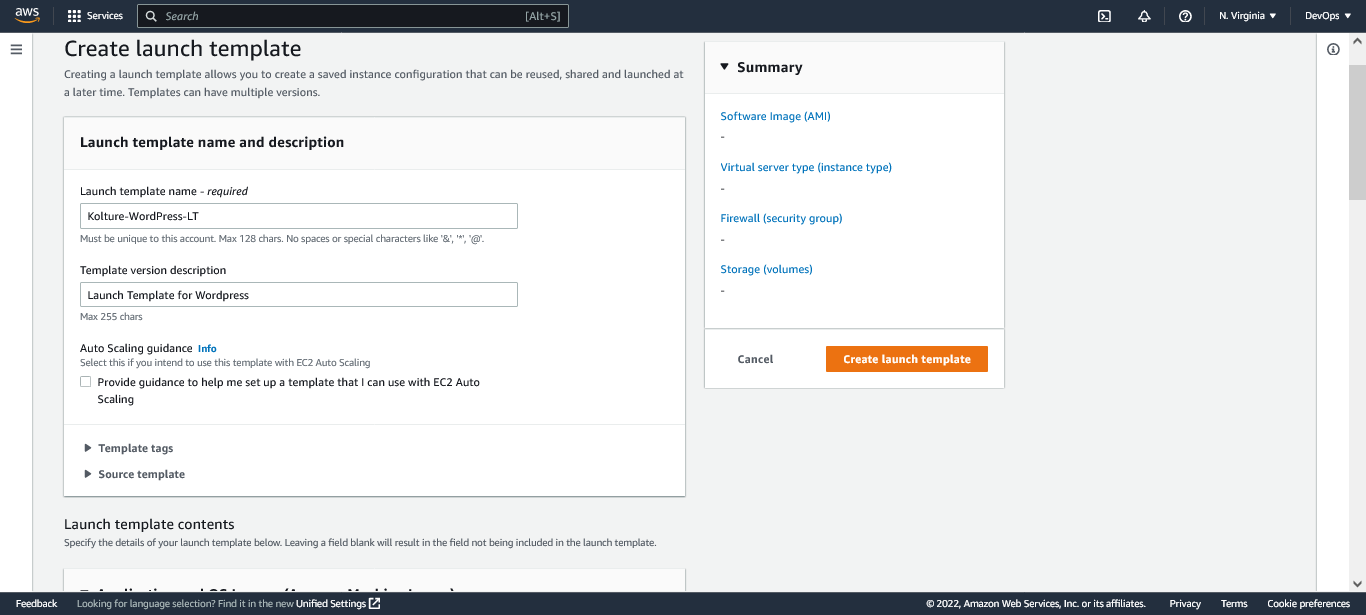 aws
Services
Search
[Alt+S]
N. Virginia
DevOps
Create launch template
Creating a launch template allows you to create a saved instance configuration that can be reused, shared and launched at
a later time. Templates can have multiple versions.
Launch template name and description
Launch template name - required
Kolture-WordPress-LT
Must be unique to this account. Max 128 chars. No spaces or special characters like '&', '*', '@'.
Template version description
Launch Template for Wordpress
Max 255 chars
Auto Scaling guidance Info
Select this if you intend to use this template with EC2 Auto Scaling
Provide guidance to help me set up a template that I can use with EC2 Auto
Scaling
Template tags
Source template
Launch template contents
Specify the details of your launch template below. Leaving a field blank will result in the field not being included in the launch template.
Summary
Software Image (AMI)
-
Virtual server type (instance type)
-
Firewall (security group)
-
Storage (volumes)
-
Cancel
Create launch template
Feedback
Looking for language selection? Find it in the new Unified Settings
© 2022, Amazon Web Services, Inc. or its affiliates.
Privacy
Terms
Cookie preferences